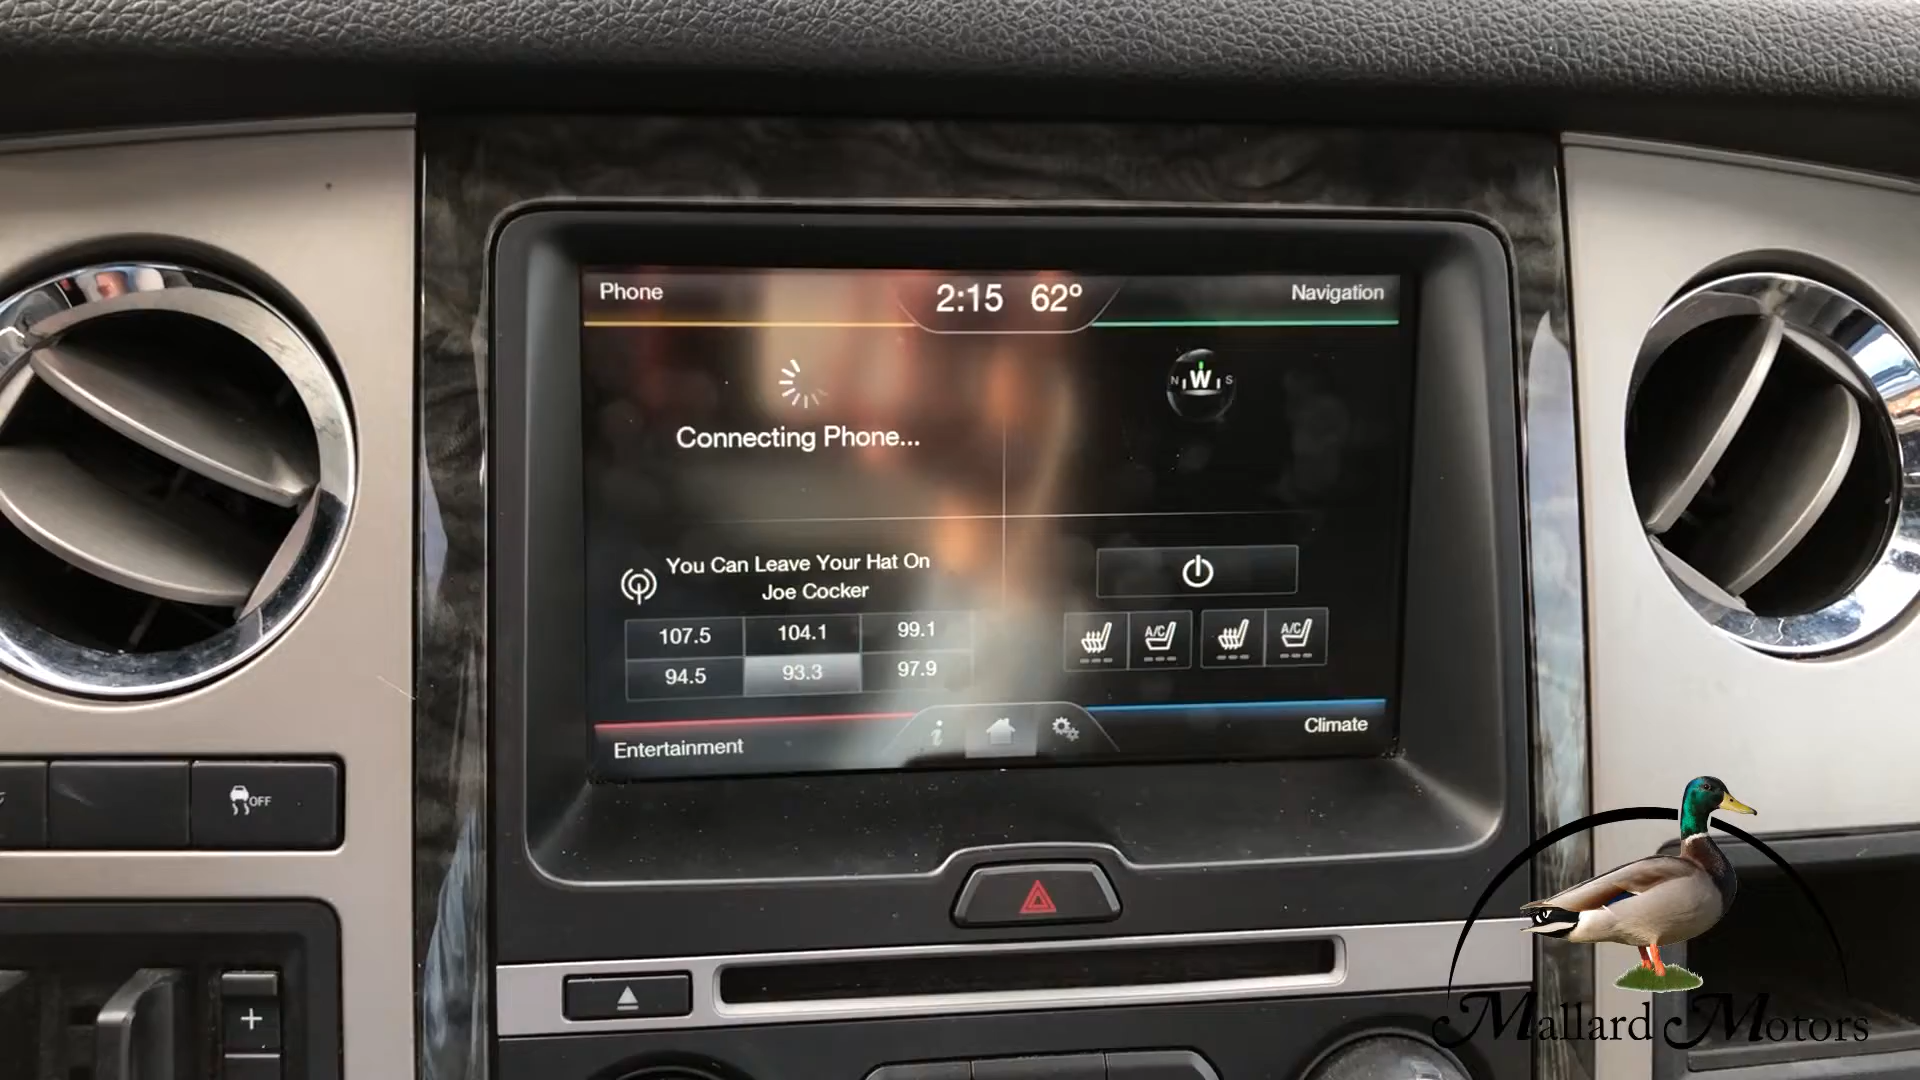 Phone
2:15 62°
Navigation
Connecting Phone...
N W S
You Can Leave Your Hat On
Joe Cocker
107.5 104.1 99.1
94.5 93.3 97.9
A/C A/C
i
Entertainment
Climate
OFF
+
Mallard Motors